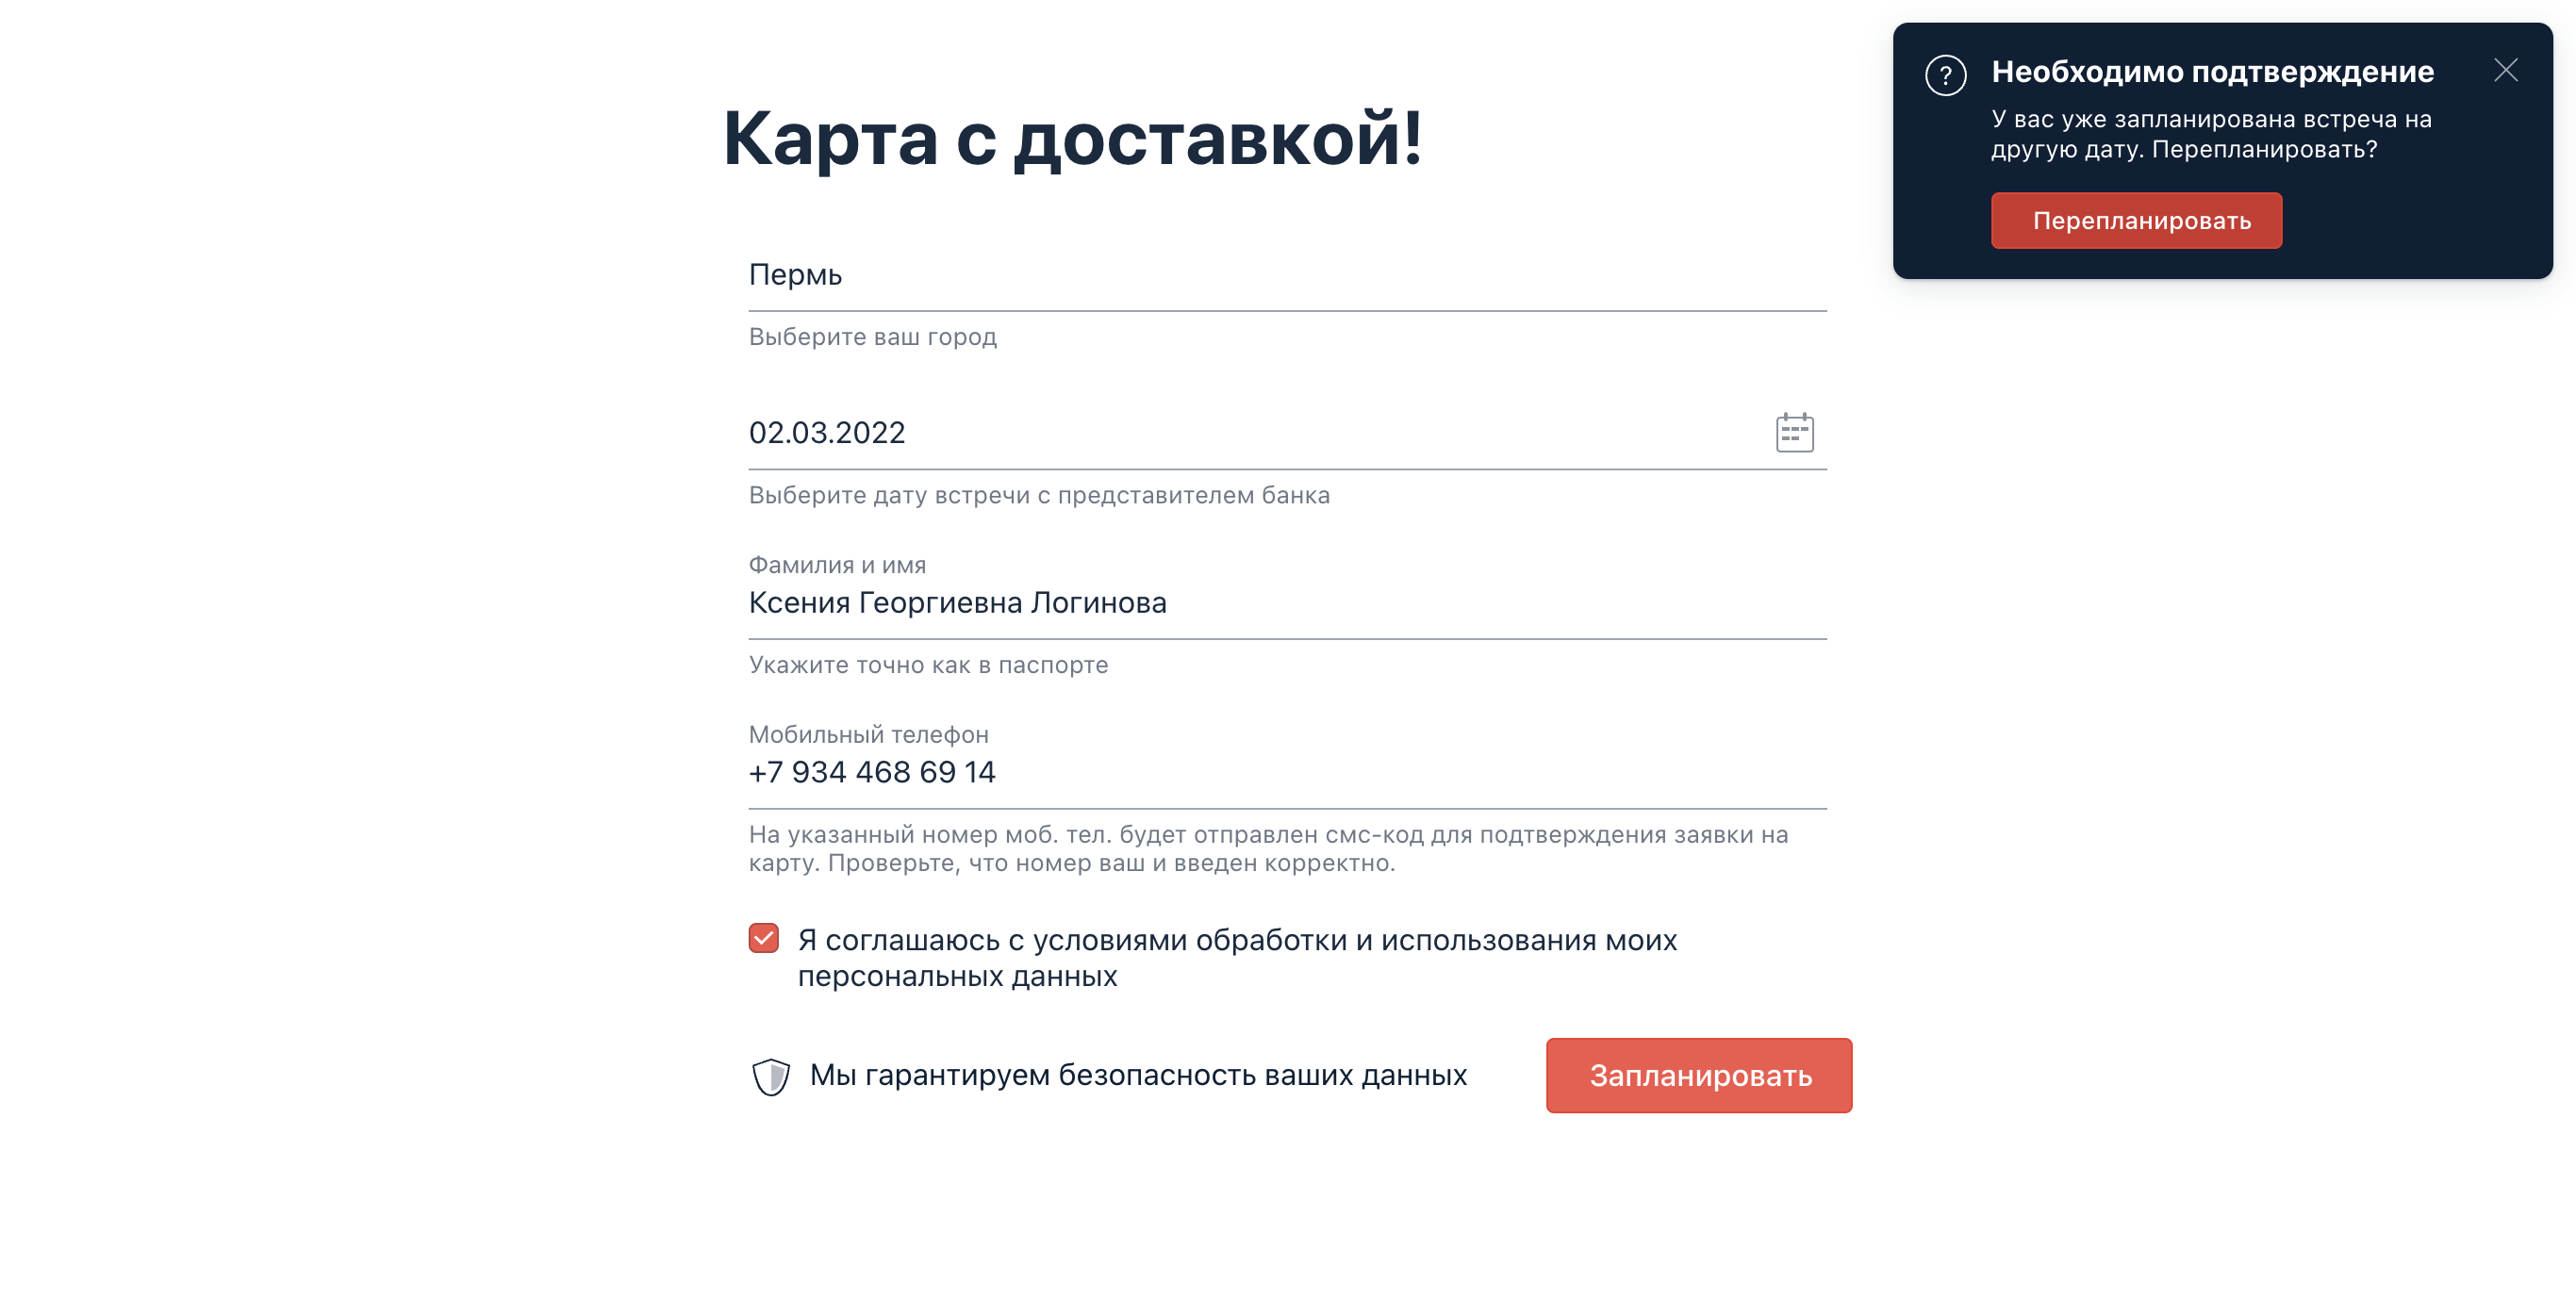 Карта с доставкой!
Пермь
Выберите ваш город
02.03.2022
Выберите дату встречи с представителем банка
Фамилия и имя
Ксения Георгиевна Логинова
Укажите точно как в паспорте
Мобильный телефон
+7 934 468 69 14
На указанный номер моб. тел. будет отправлен смс-код для подтверждения заявки на
карту. Проверьте, что номер ваш и введен корректно.
Я соглашаюсь с условиями обработки и использования моих
персональных данных
Мы гарантируем безопасность ваших данных
Запланировать
Необходимо подтверждение
У вас уже запланирована встреча на
другую дату. Перепланировать?
Перепланировать